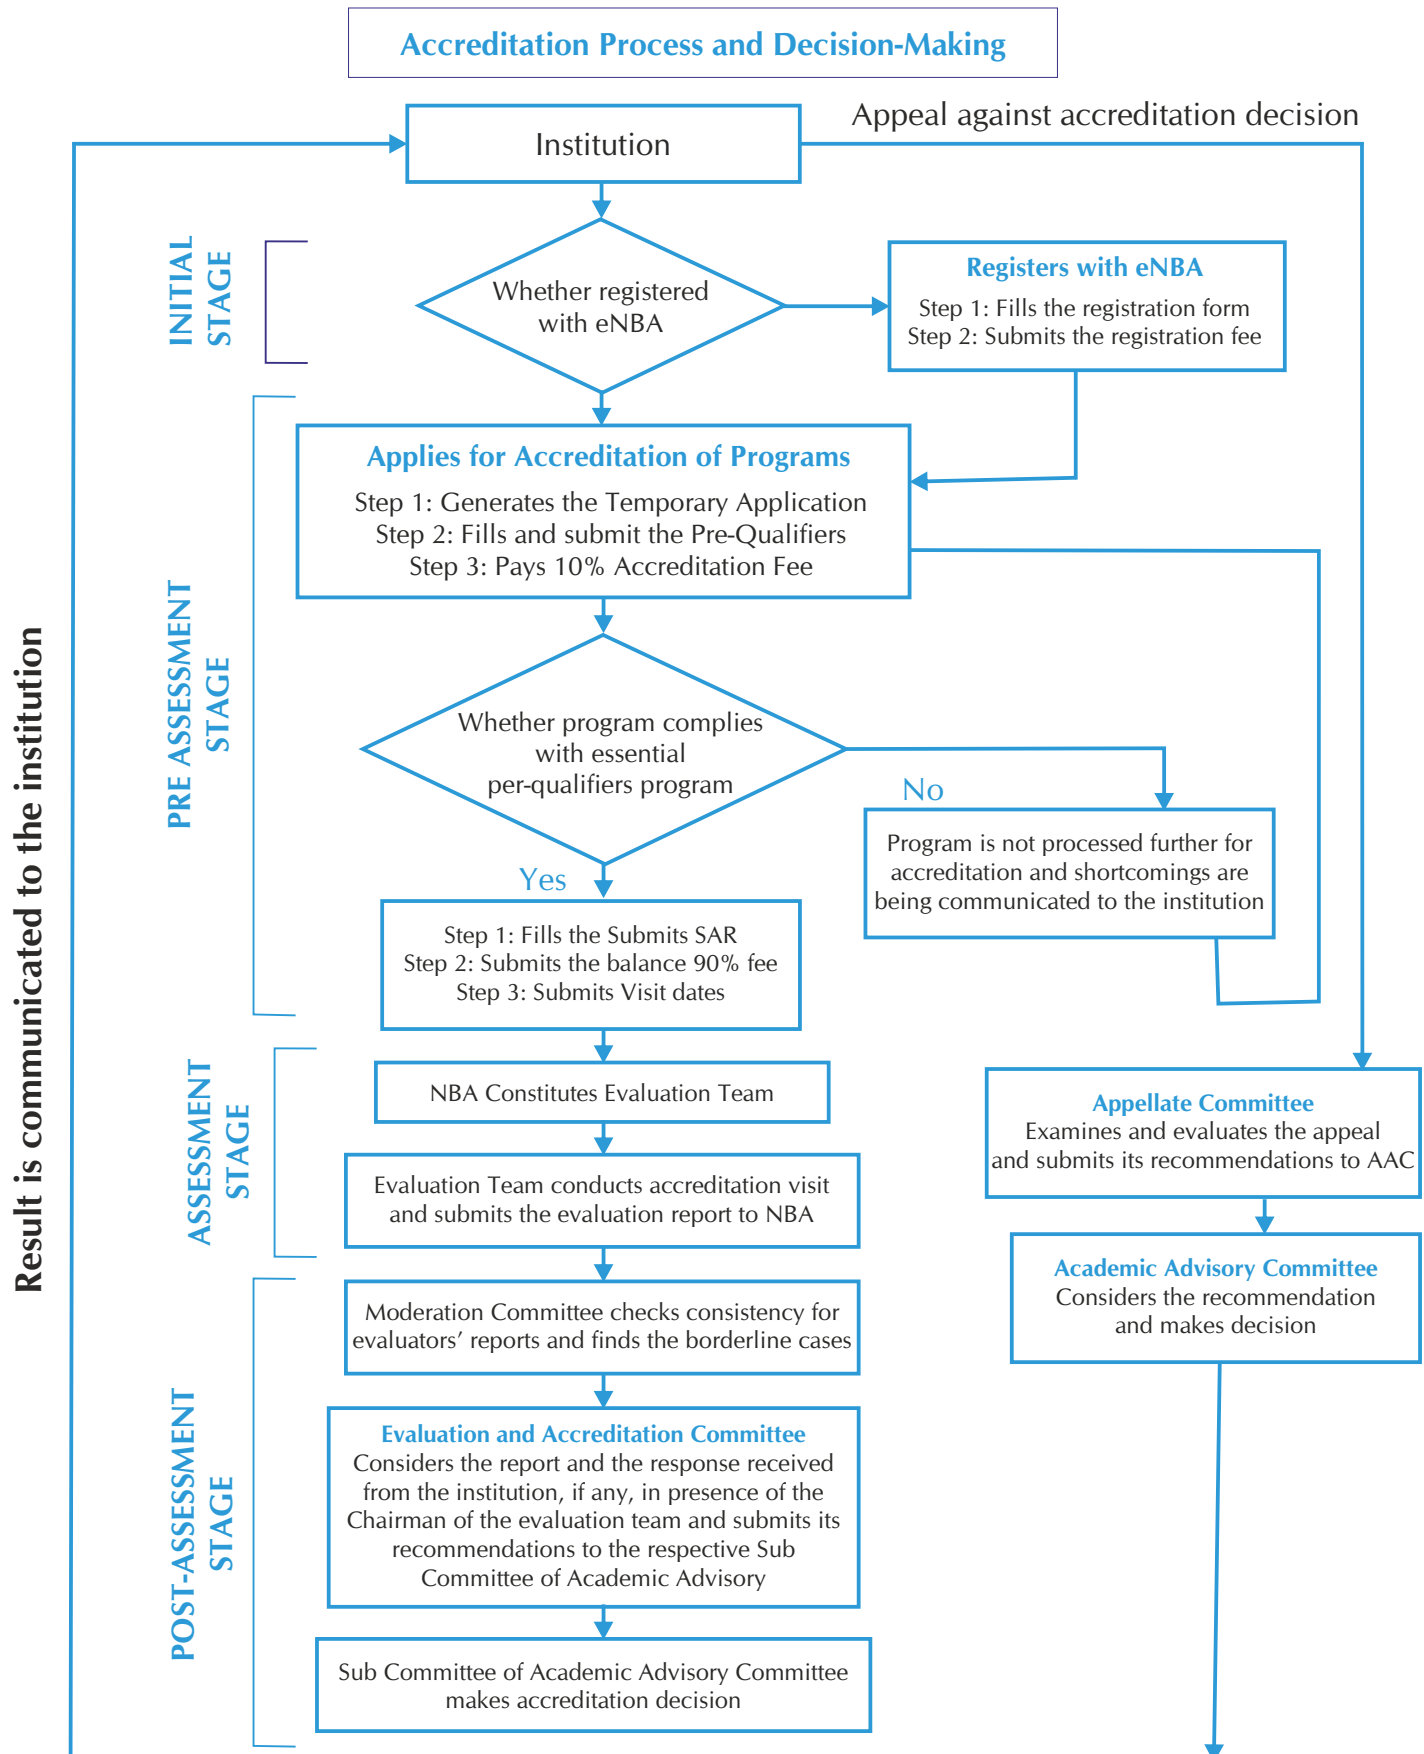 Accreditation Process and Decision-Making
Appeal against accreditation decision
Institution
INITIAL
STAGE
Whether registered
with eNBA
Registers with eNBA
Step 1: Fills the registration form
Step 2: Submits the registration fee
PRE ASSESSMENT
STAGE
Applies for Accreditation of Programs
Step 1: Generates the Temporary Application
Step 2: Fills and submit the Pre-Qualifiers
Step 3: Pays 10% Accreditation Fee
Whether program complies
with essential
per-qualifiers program
No
Program is not processed further for
accreditation and shortcomings are
being communicated to the institution
Yes
Step 1: Fills the Submits SAR
Step 2: Submits the balance 90% fee
Step 3: Submits Visit dates
Result is communicated to the institution
ASSESSMENT
STAGE
NBA Constitutes Evaluation Team
Evaluation Team conducts accreditation visit
and submits the evaluation report to NBA
Appellate Committee
Examines and evaluates the appeal
and submits its recommendations to AAC
Academic Advisory Committee
Considers the recommendation
and makes decision
POST-ASSESSMENT
STAGE
Moderation Committee checks consistency for
evaluators’ reports and finds the borderline cases
Evaluation and Accreditation Committee
Considers the report and the response received
from the institution, if any, in presence of the
Chairman of the evaluation team and submits its
recommendations to the respective Sub
Committee of Academic Advisory
Sub Committee of Academic Advisory Committee
makes accreditation decision